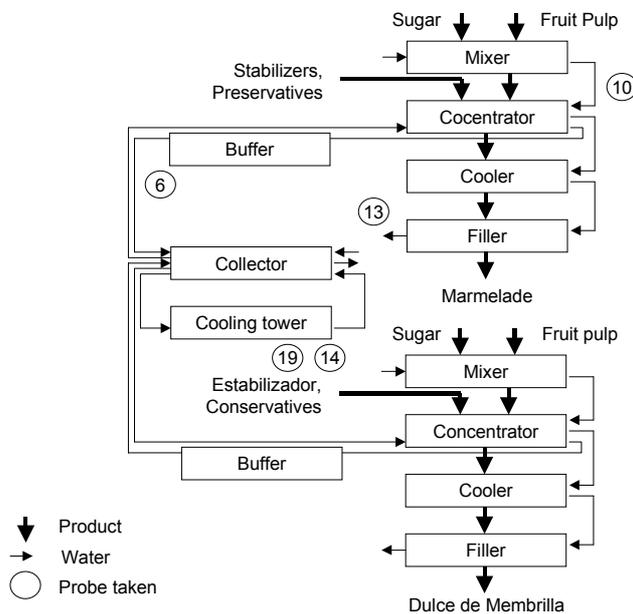 Sugar
Fruit Pulp
Mixer
Stabilizers,
Preservatives
10
Cocentrator
Buffer
6
Cooler
13
Filler
Collector
Marmelade
Cooling tower
Sugar
Fruit pulp
19
14
Mixer
Estabilizador,
Conservatives
Concentrator
Buffer
Cooler
Product
Water
Filler
Probe taken
Dulce de Membrilla